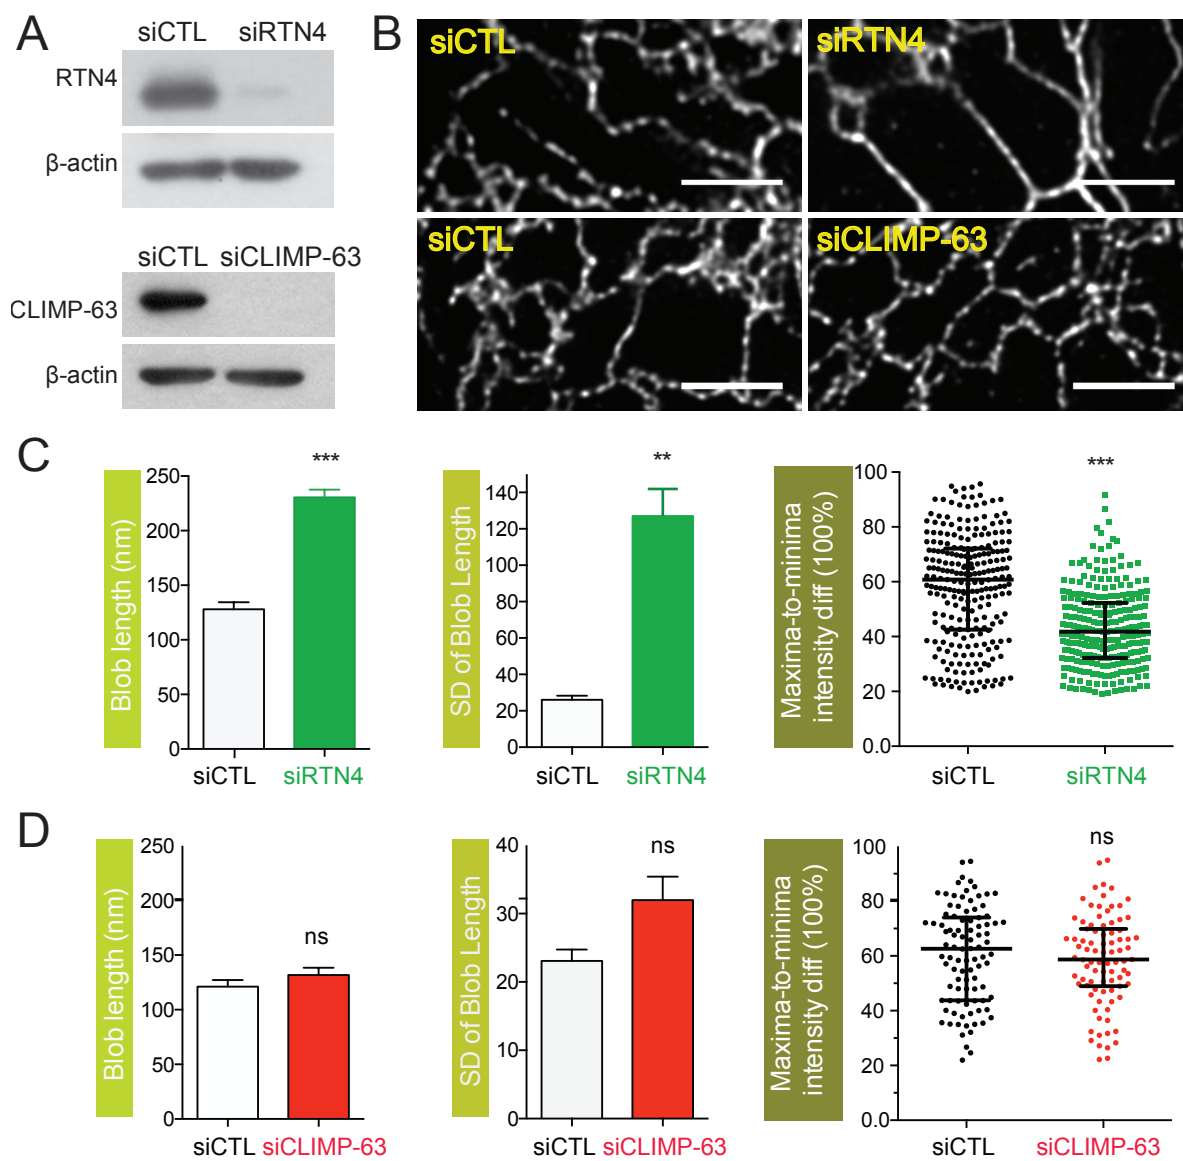 A
siCTL siRTN4
RTN4
β-actin
siCTL siCLIMP-63
CLIMP-63
β-actin
B
siCTL
siRTN4
siCTL
siCLIMP-63
C
Blob length (nm)
250
200
150
100
50
0
***
siCTL siRTN4
SD of Blob Length
140
120
100
80
60
40
20
0
**
siCTL siRTN4
Maxima-to-minima
intensity diff (100%)
100
80
60
40
20
0.0
***
siCTL siRTN4
D
Blob length (nm)
250
200
150
100
50
0
ns
siCTL siCLIMP-63
SD of Blob Length
40
30
20
10
0
ns
siCTL siCLIMP-63
Maxima-to-minima
intensity diff (100%)
100
80
60
40
20
0.0
ns
siCTL siCLIMP-63